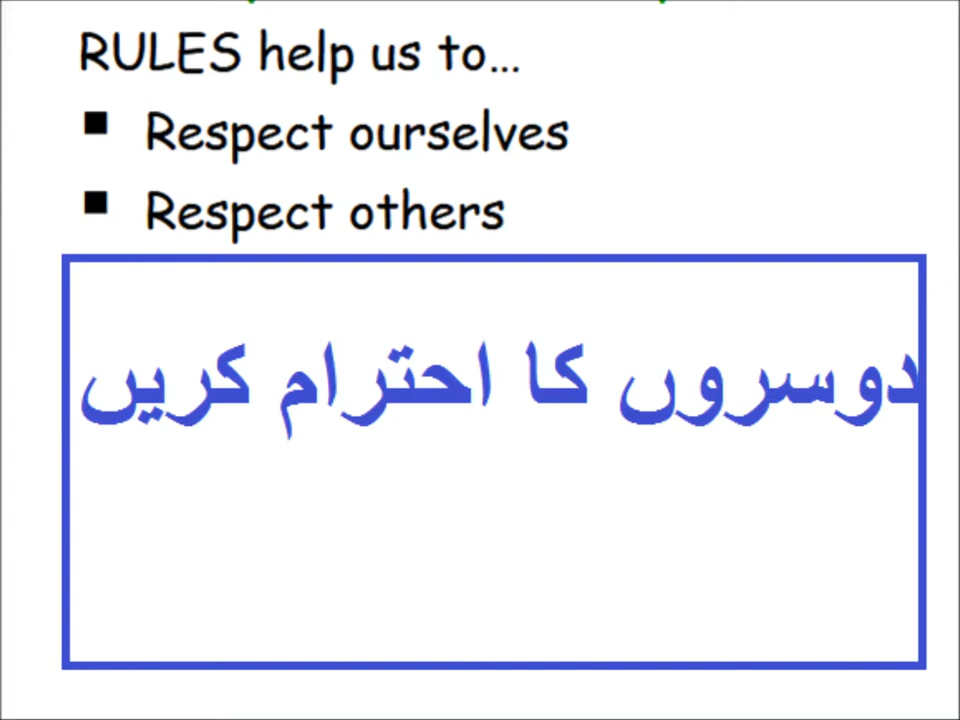 RULES help us to...
▪ Respect ourselves
▪ Respect others
دوسروں کا احترام کریں